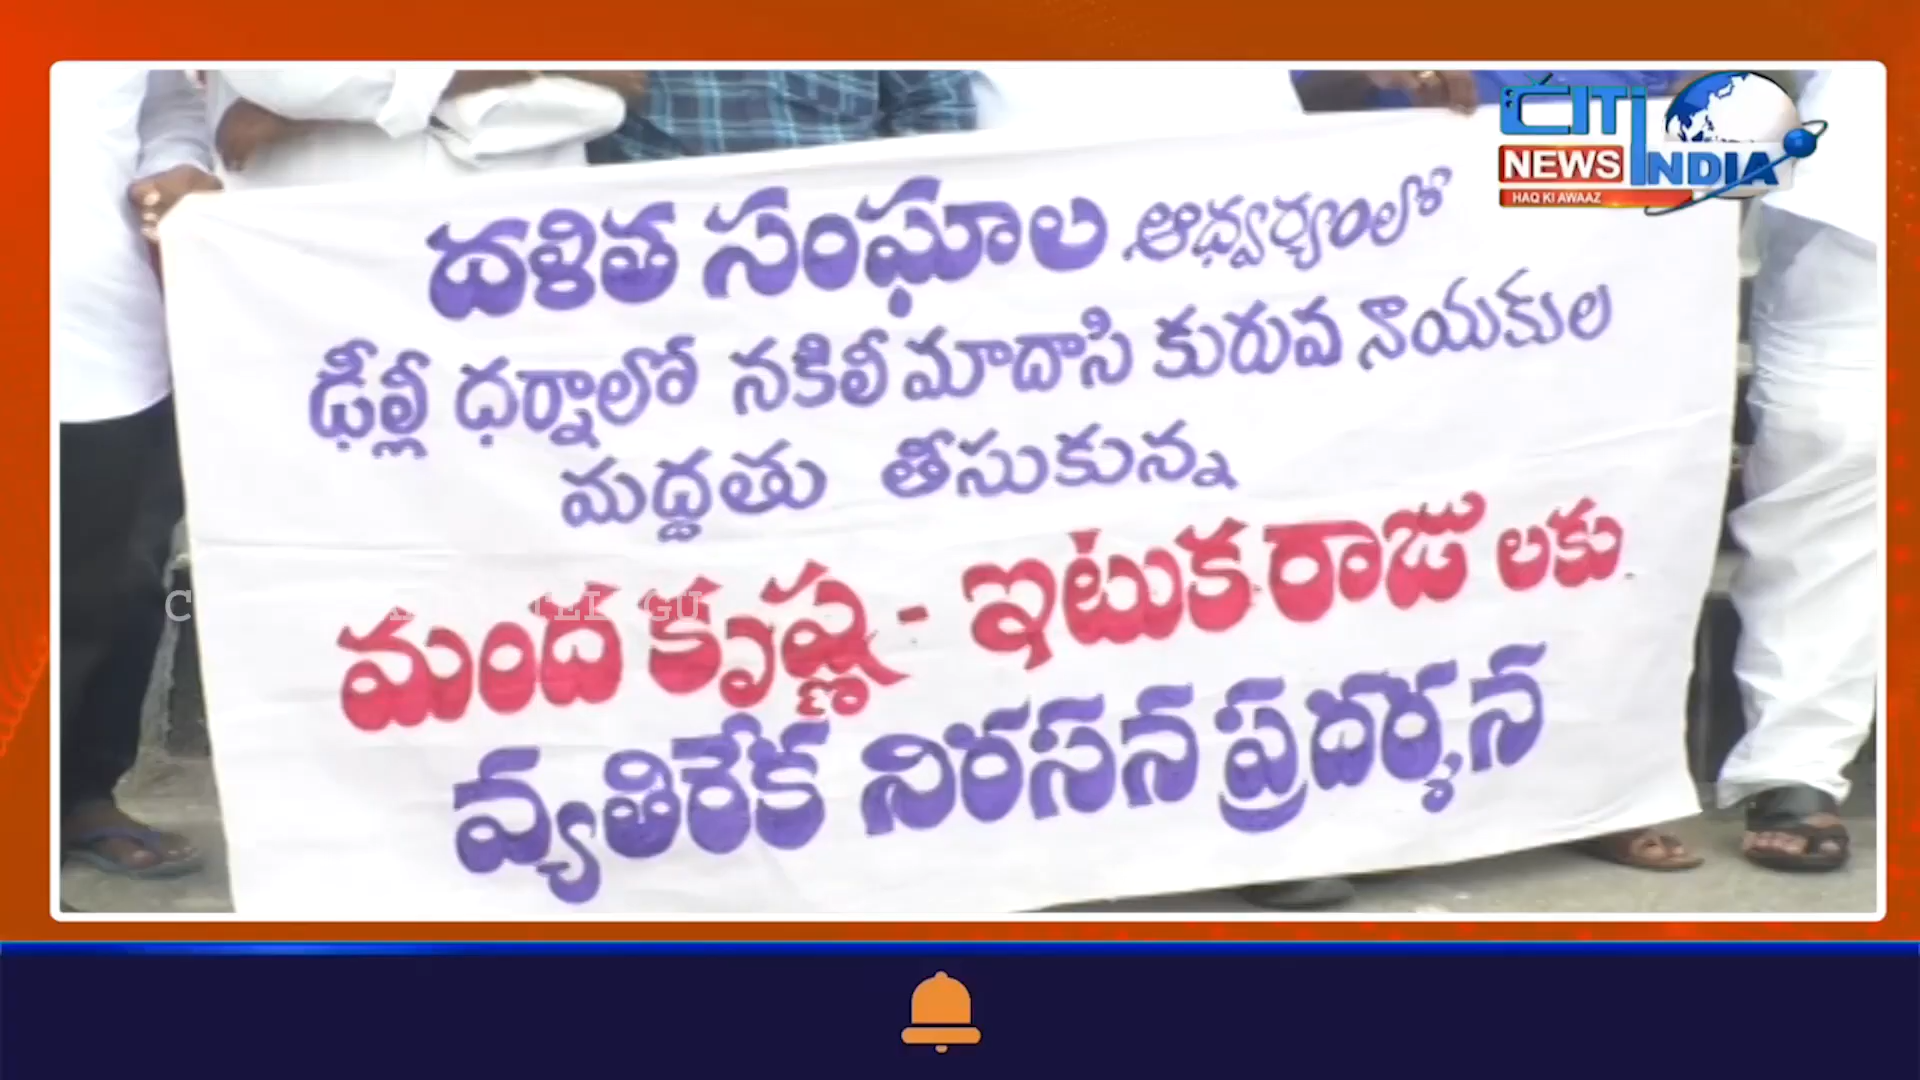 CITI
NEWS INDIA
HAQ KI AWAAZ
దళిత సంఘాల ఆధ్వర్యంలో
ఢిల్లీ ధర్నాలో నకిలీ మాదాసి కురువ నాయకుల
మద్దతు తీసుకున్న
మంద కృష్ణ - ఇటుక రాజు లకు
వ్యతిరేక నిరసన ప్రదర్శన